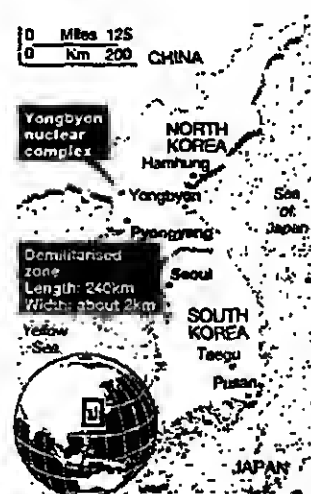 0 Miles 125
0 Km 200
CHINA
Yongbyon
nuclear
complex
NORTH
KOREA
Hamhung
Yongbyon
Sea
of
Japan
Pyongyang
Demilitarised
zone
Length: 240km
Width: about 2km
Seoul
Yellow
Sea
SOUTH
KOREA
Taegu
Pusan
JAPAN